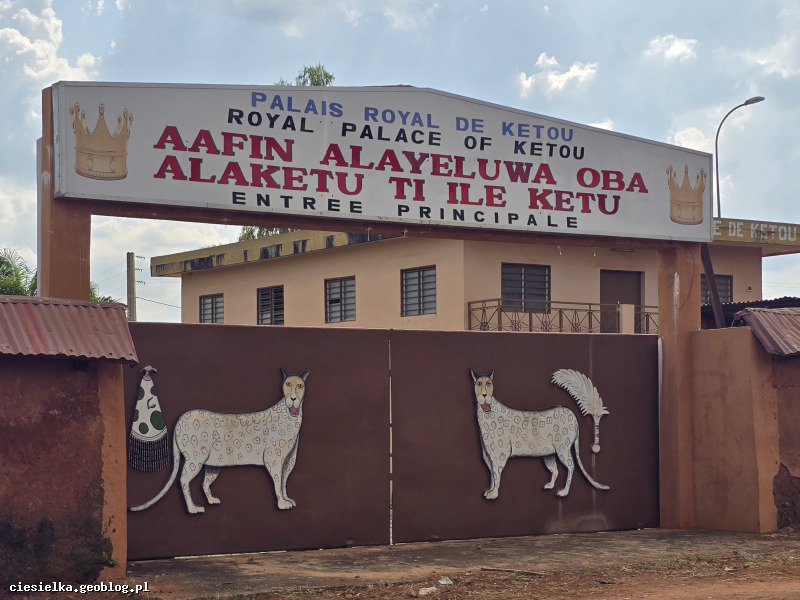 PALAIS ROYAL DE KETOU
ROYAL PALACE OF KETOU
AAFIN ALAYELUWA OBA
ALAKETU TI ILE KETU
ENTREE PRINCIPALE
E DE KETOU
ciesielka.geoblog.pl